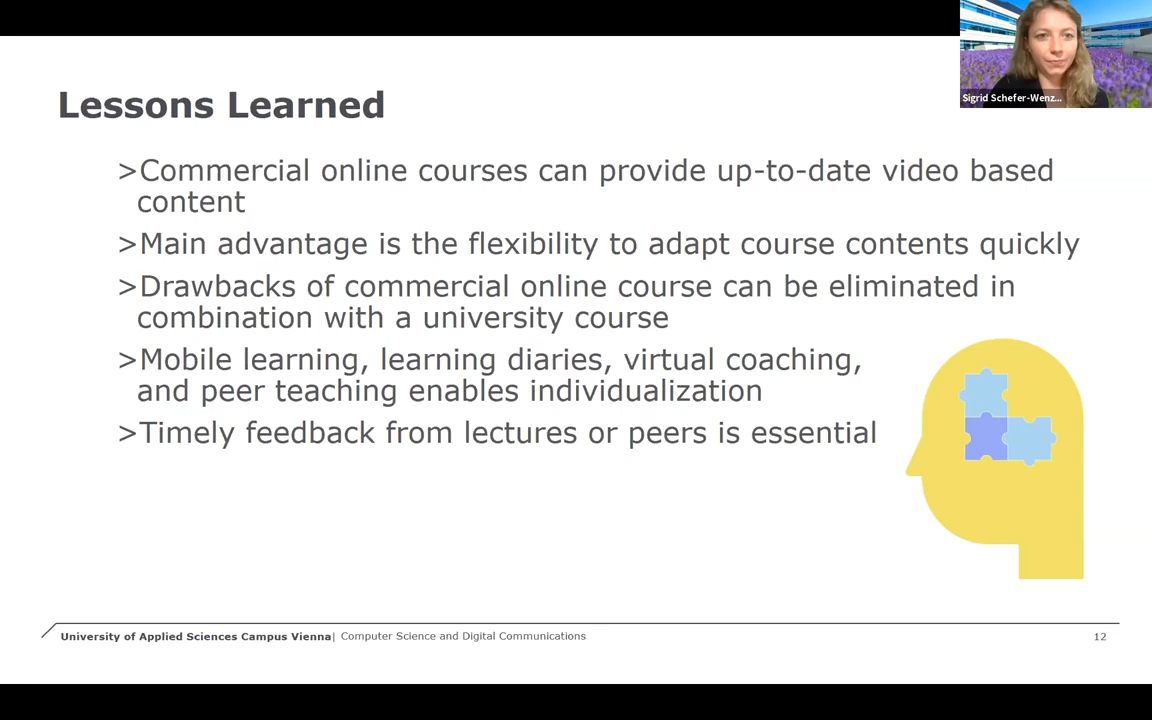 Sigrid Schefer-Wenz...
Lessons Learned
>Commercial online courses can provide up-to-date video based
content
>Main advantage is the flexibility to adapt course contents quickly
>Drawbacks of commercial online course can be eliminated in
combination with a university course
>Mobile learning, learning diaries, virtual coaching,
and peer teaching enables individualization
>Timely feedback from lectures or peers is essential
University of Applied Sciences Campus Vienna| Computer Science and Digital Communications 12